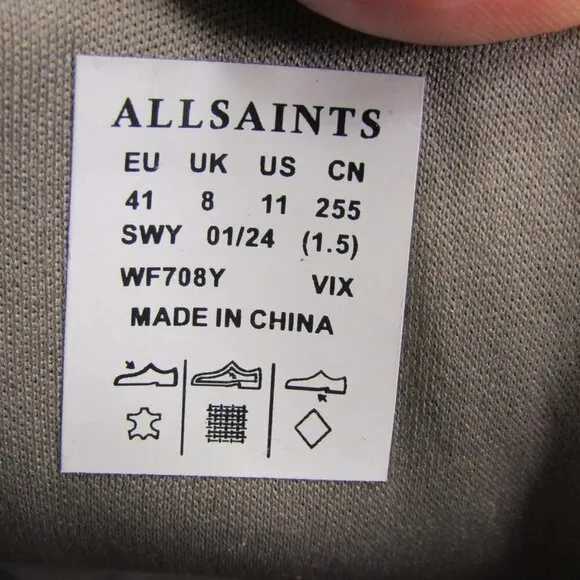 ALLSAINTS
EU UK US CN
41 8 11 255
SWY 01/24 (1.5)
WF708Y VIX
MADE IN CHINA